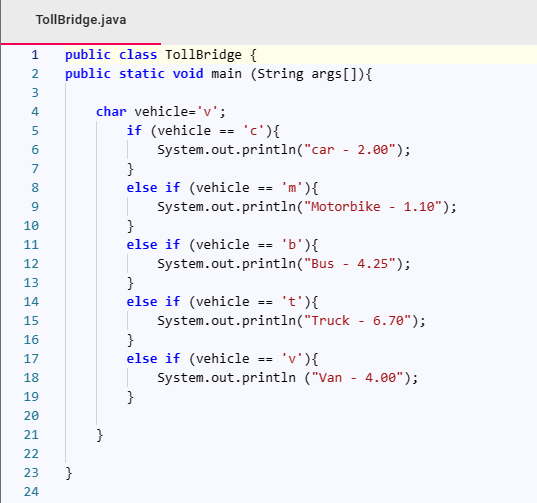 TollBridge.java
1 public class TollBridge {
2 public static void main (String args[]){
3
4 char vehicle='v';
5 if (vehicle == 'c'){
6 System.out.println("car - 2.00");
7 }
8 else if (vehicle == 'm'){
9 System.out.println("Motorbike - 1.10");
10 }
11 else if (vehicle == 'b'){
12 System.out.println("Bus - 4.25");
13 }
14 else if (vehicle == 't'){
15 System.out.println("Truck - 6.70");
16 }
17 else if (vehicle == 'v'){
18 System.out.println ("Van - 4.00");
19 }
20
21 }
22
23 }
24